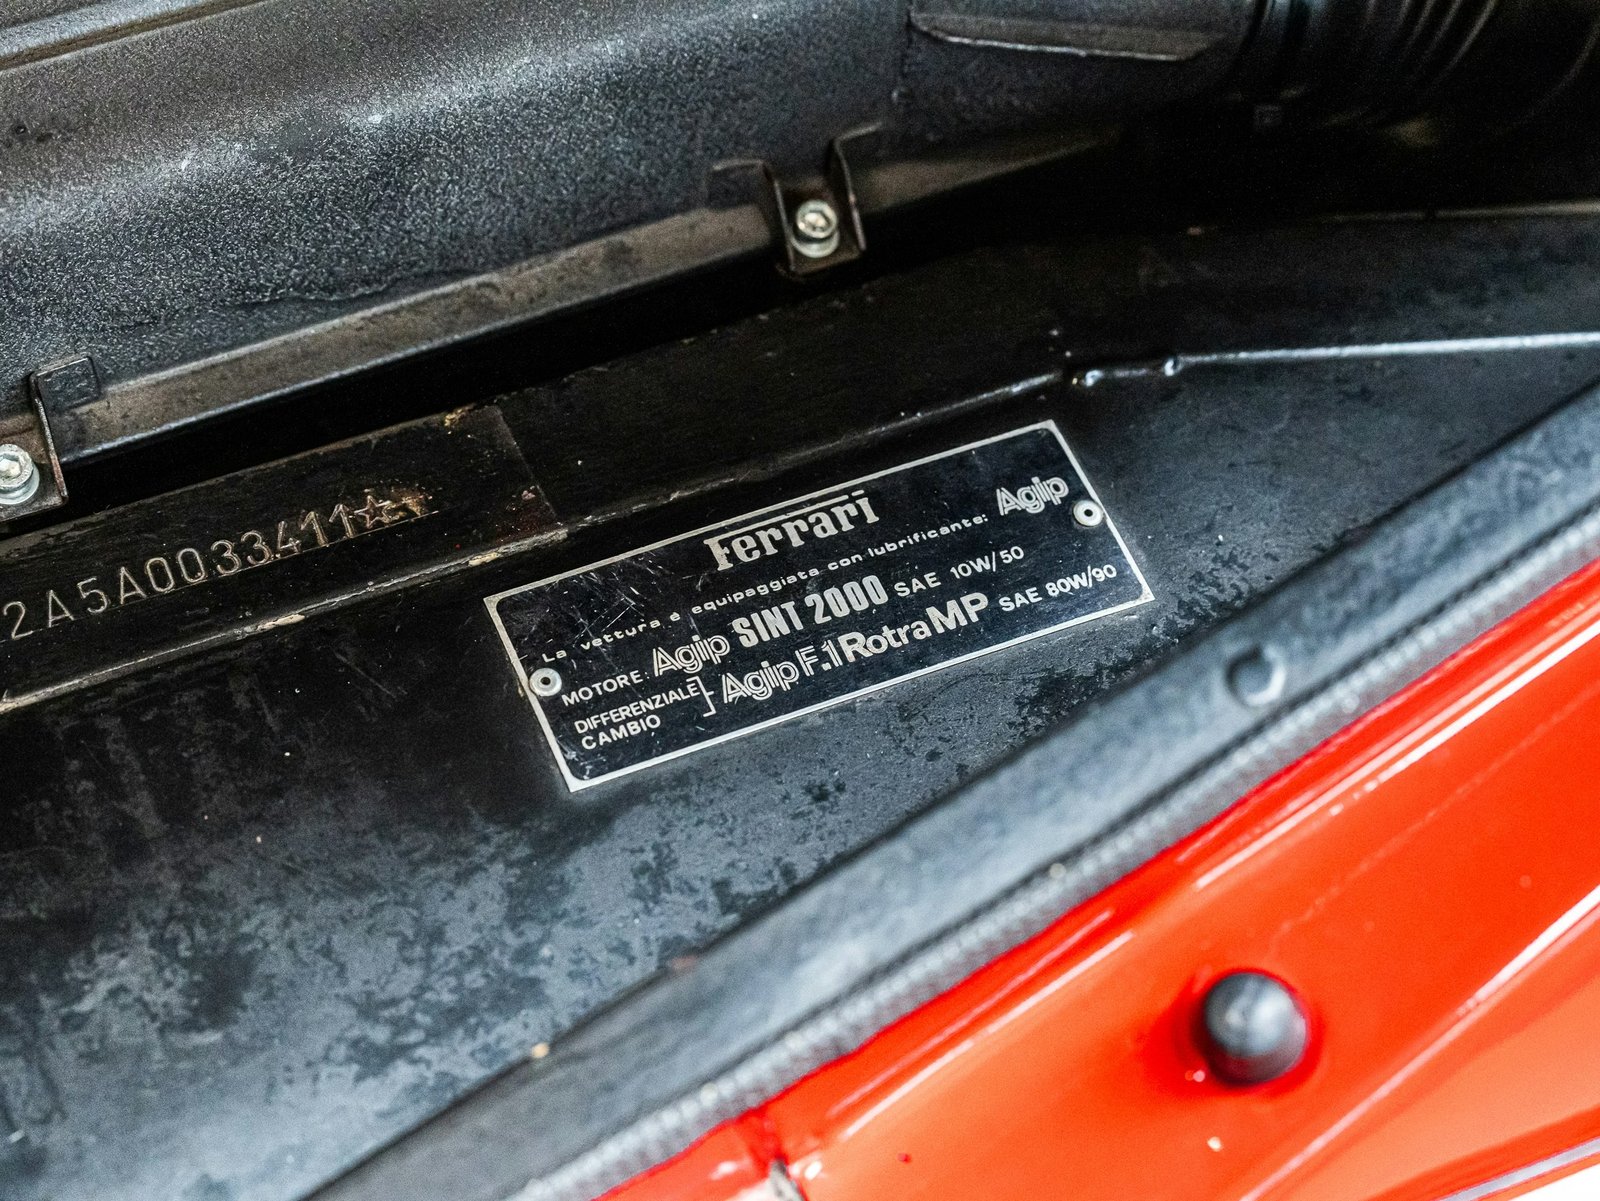 2A5A0033411☆
Ferrari
La vettura è equipaggiata con lubrificante: Agip
MOTORE: Agip SINT 2000 SAE 10W/50
DIFFERENZIALE
CAMBIO
} Agip F.1 Rotra MP SAE 80W/90